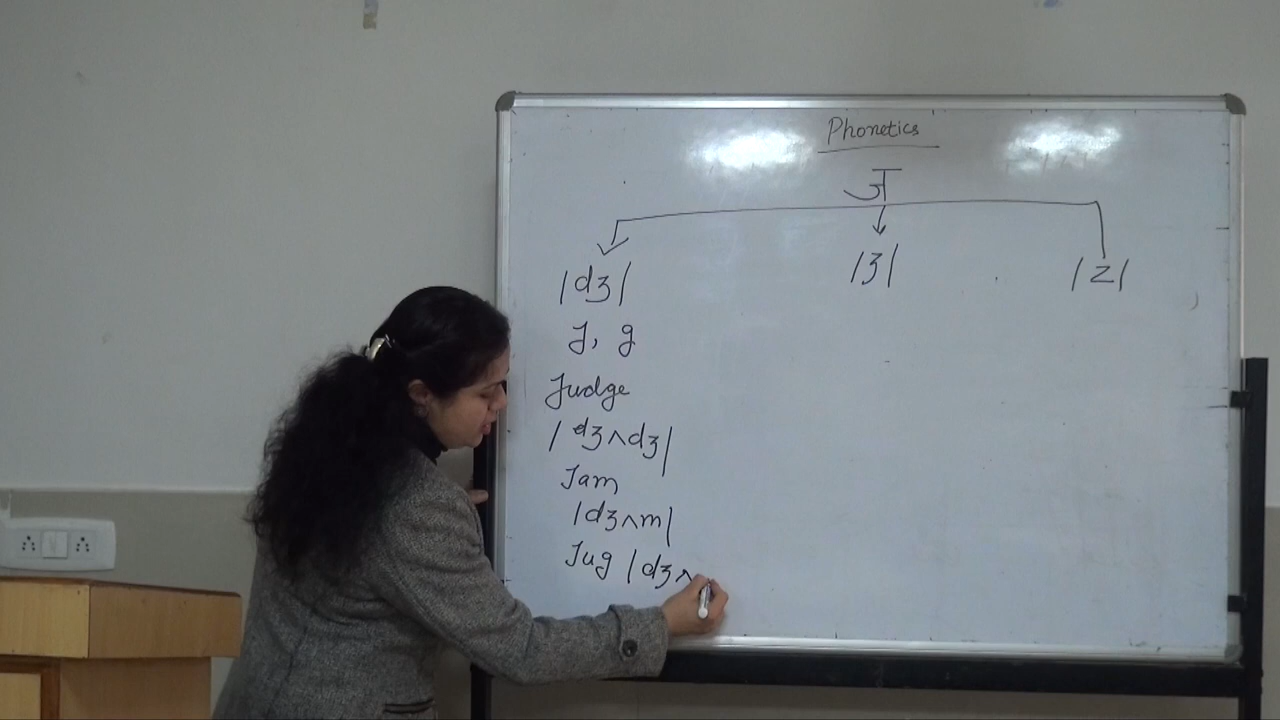 Phonetics
ज
/dʒ/ /ʒ/ /z/
J, g
Judge
/dʒʌdʒ/
Jam
/dʒʌm/
Jug /dʒʌ